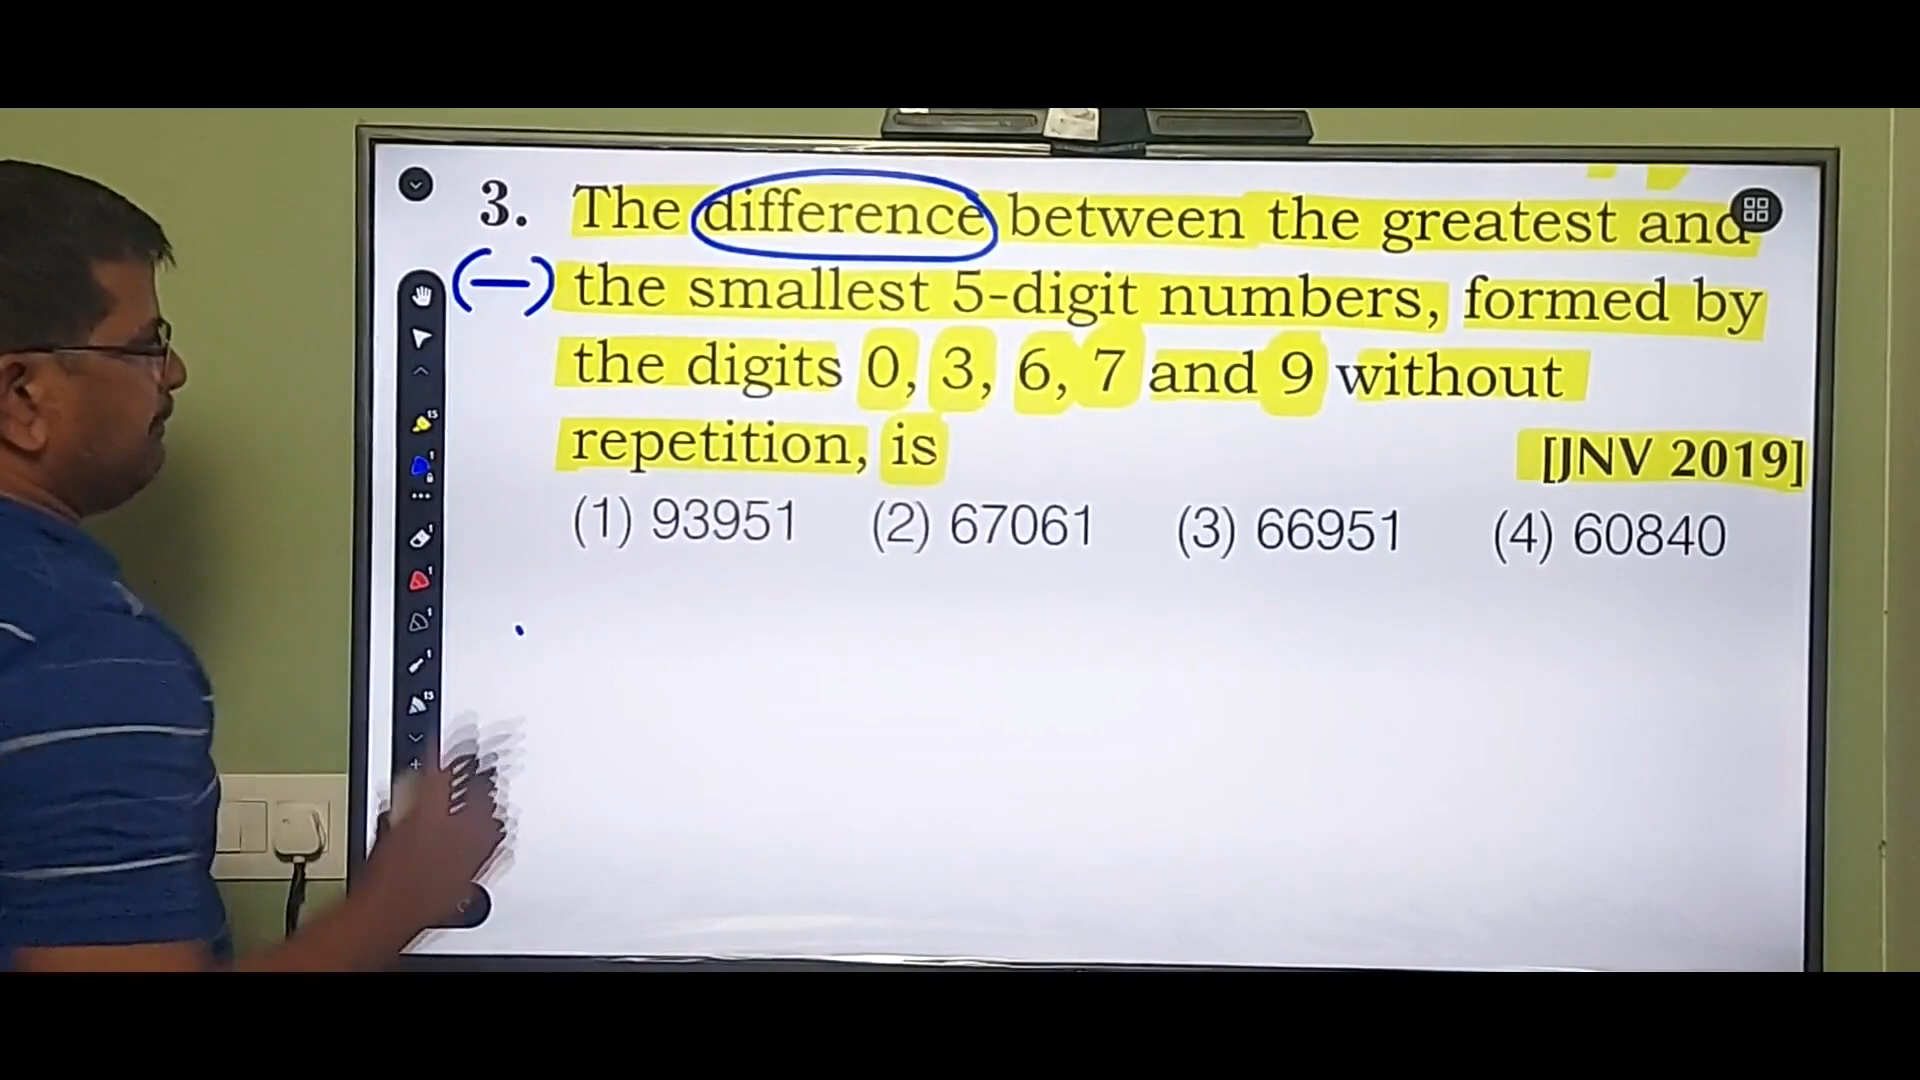 3. The difference between the greatest and
(—) the smallest 5-digit numbers, formed by
the digits 0, 3, 6, 7 and 9 without
repetition, is [JNV 2019]
(1) 93951 (2) 67061 (3) 66951 (4) 60840